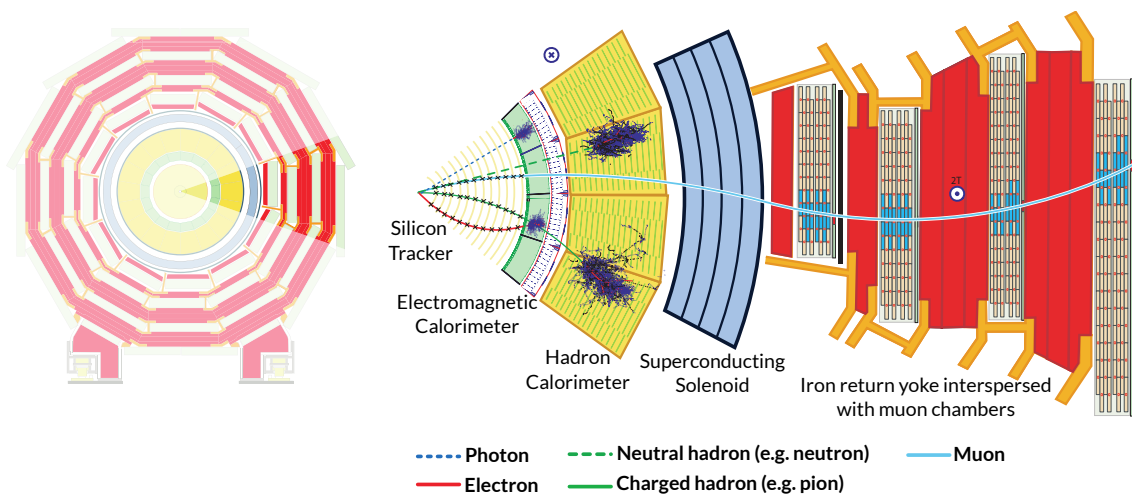 2T
Silicon
Tracker
Electromagnetic
Calorimeter
Hadron
Calorimeter
Superconducting
Solenoid
Iron return yoke interspersed
with muon chambers
Photon
Neutral hadron (e.g. neutron)
Muon
Electron
Charged hadron (e.g. pion)